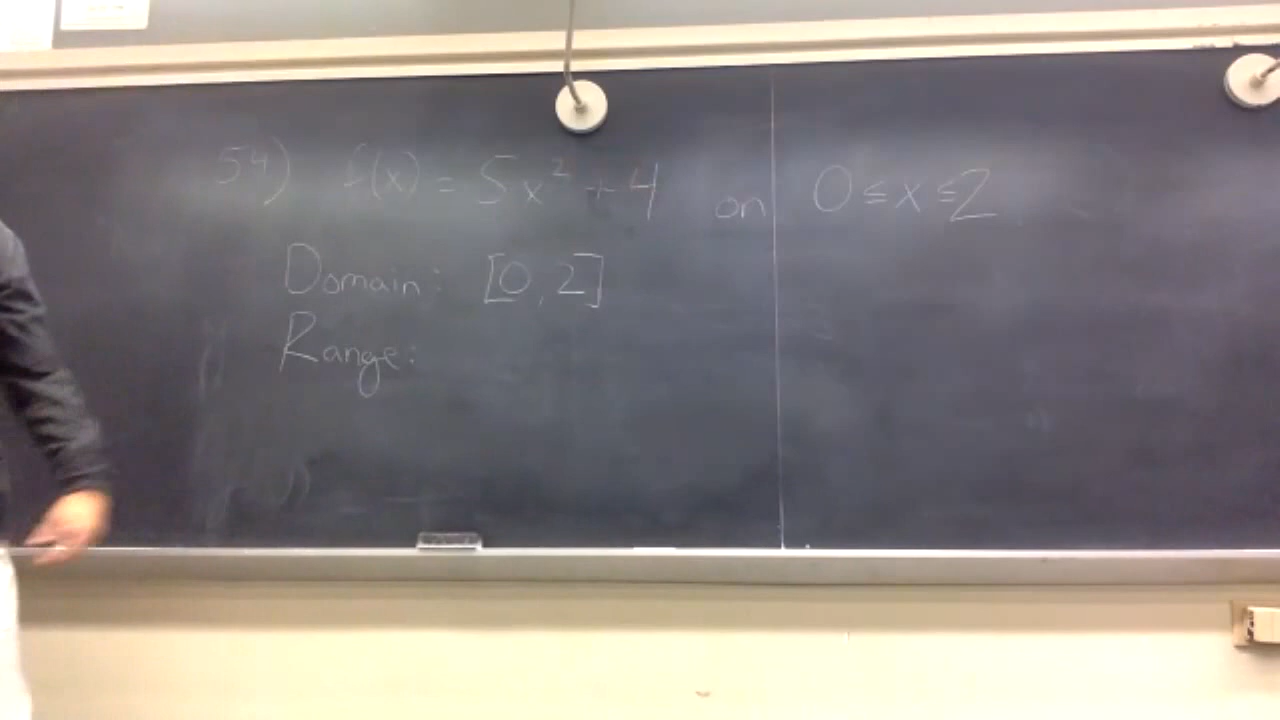 54) f(x) = 5x² + 4 on 0 ≤ x ≤ 2
Domain: [0, 2]
Range: